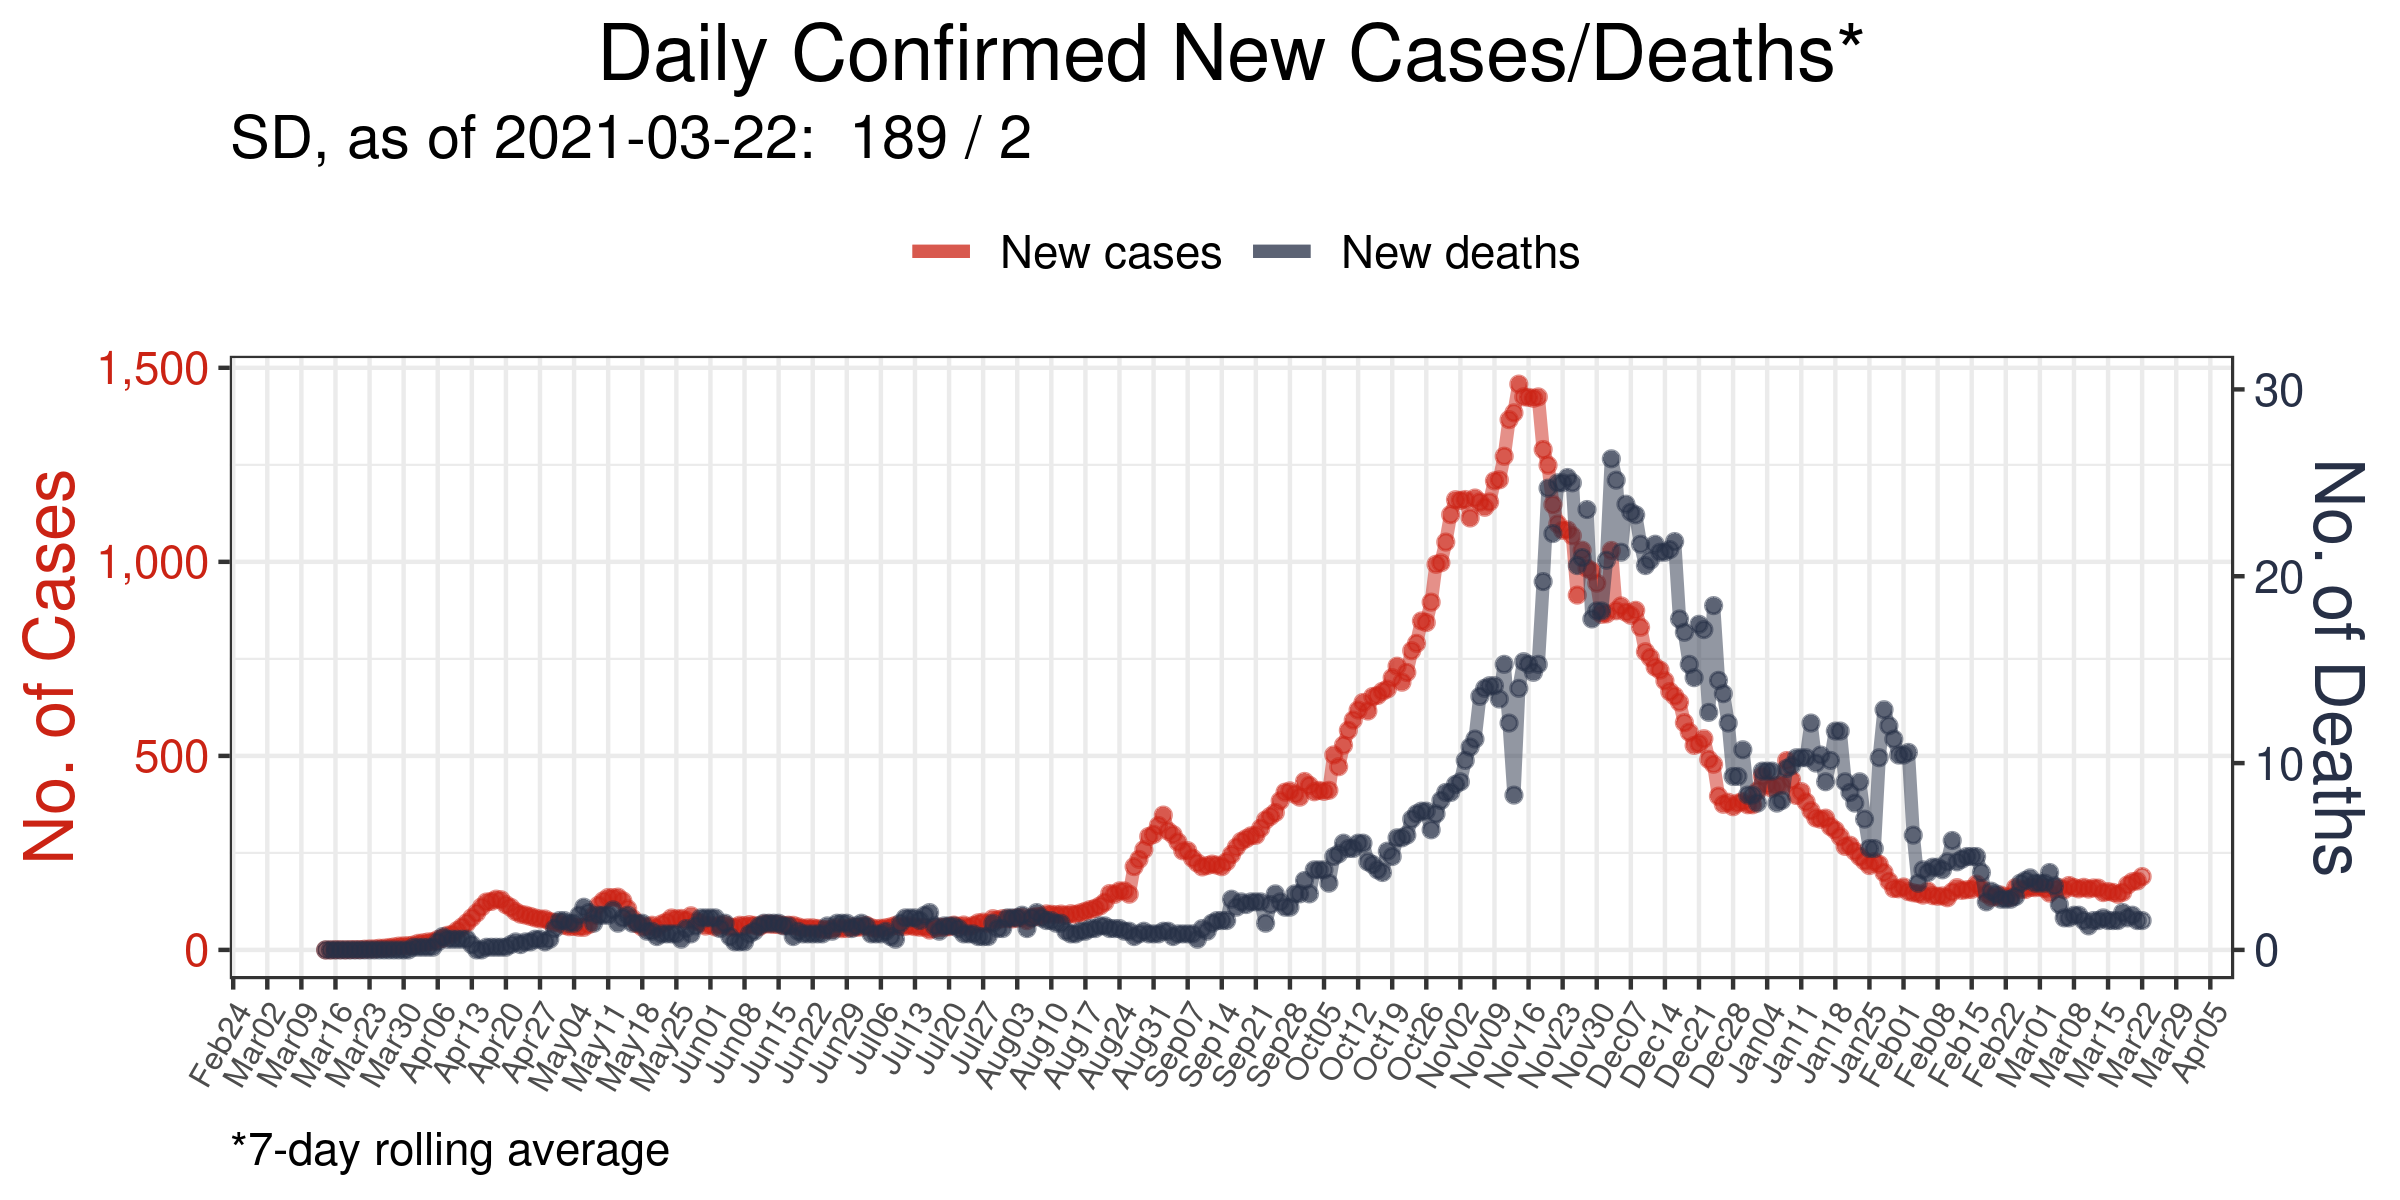 Daily Confirmed New Cases/Deaths*
SD, as of 2021-03-22:  189 / 2
New cases
New deaths
No. of Cases
1,500
1,000
500
0
30
20
10
0
No. of Deaths
Feb24
Mar02
Mar09
Mar16
Mar23
Mar30
Apr06
Apr13
Apr20
Apr27
May04
May11
May18
May25
Jun01
Jun08
Jun15
Jun22
Jun29
Jul06
Jul13
Jul20
Jul27
Aug03
Aug10
Aug17
Aug24
Aug31
Sep07
Sep14
Sep21
Sep28
Oct05
Oct12
Oct19
Oct26
Nov02
Nov09
Nov16
Nov23
Nov30
Dec07
Dec14
Dec21
Dec28
Jan04
Jan11
Jan18
Jan25
Feb01
Feb08
Feb15
Feb22
Mar01
Mar08
Mar15
Mar22
Mar29
Apr05
*7-day rolling average